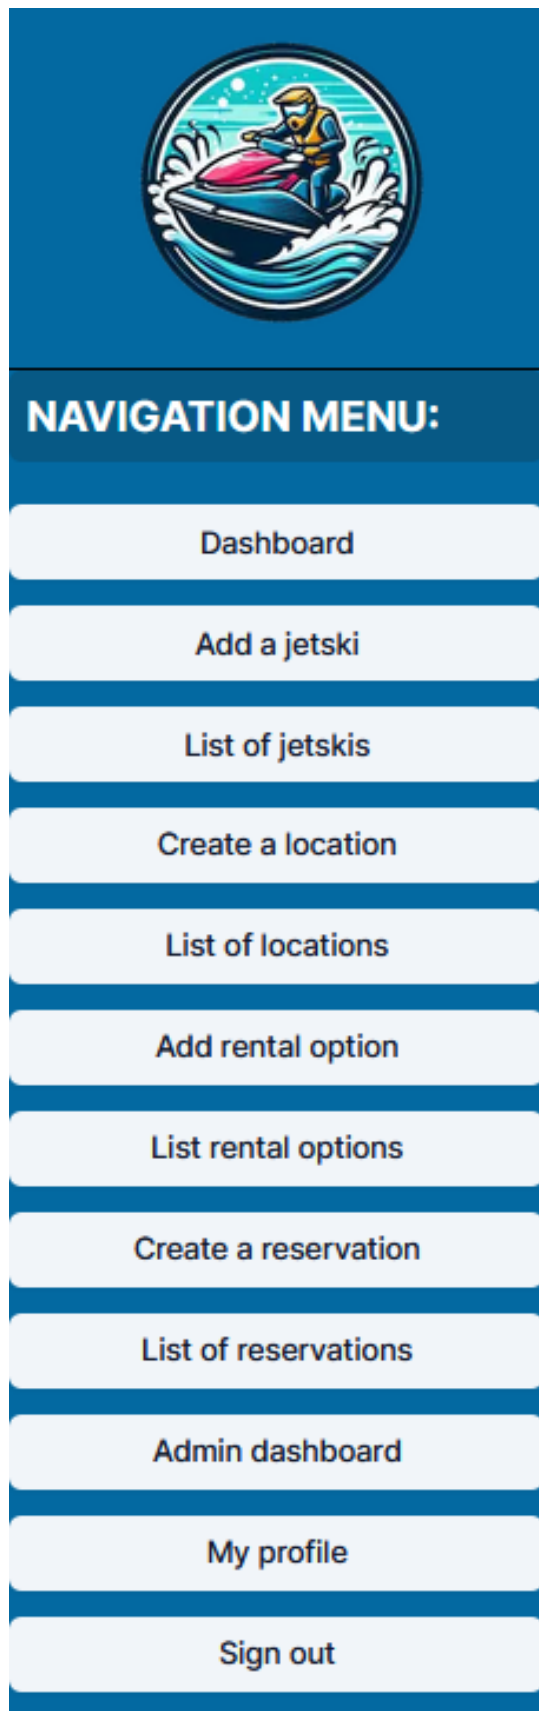 NAVIGATION MENU:
Dashboard
Add a jetski
List of jetskis
Create a location
List of locations
Add rental option
List rental options
Create a reservation
List of reservations
Admin dashboard
My profile
Sign out